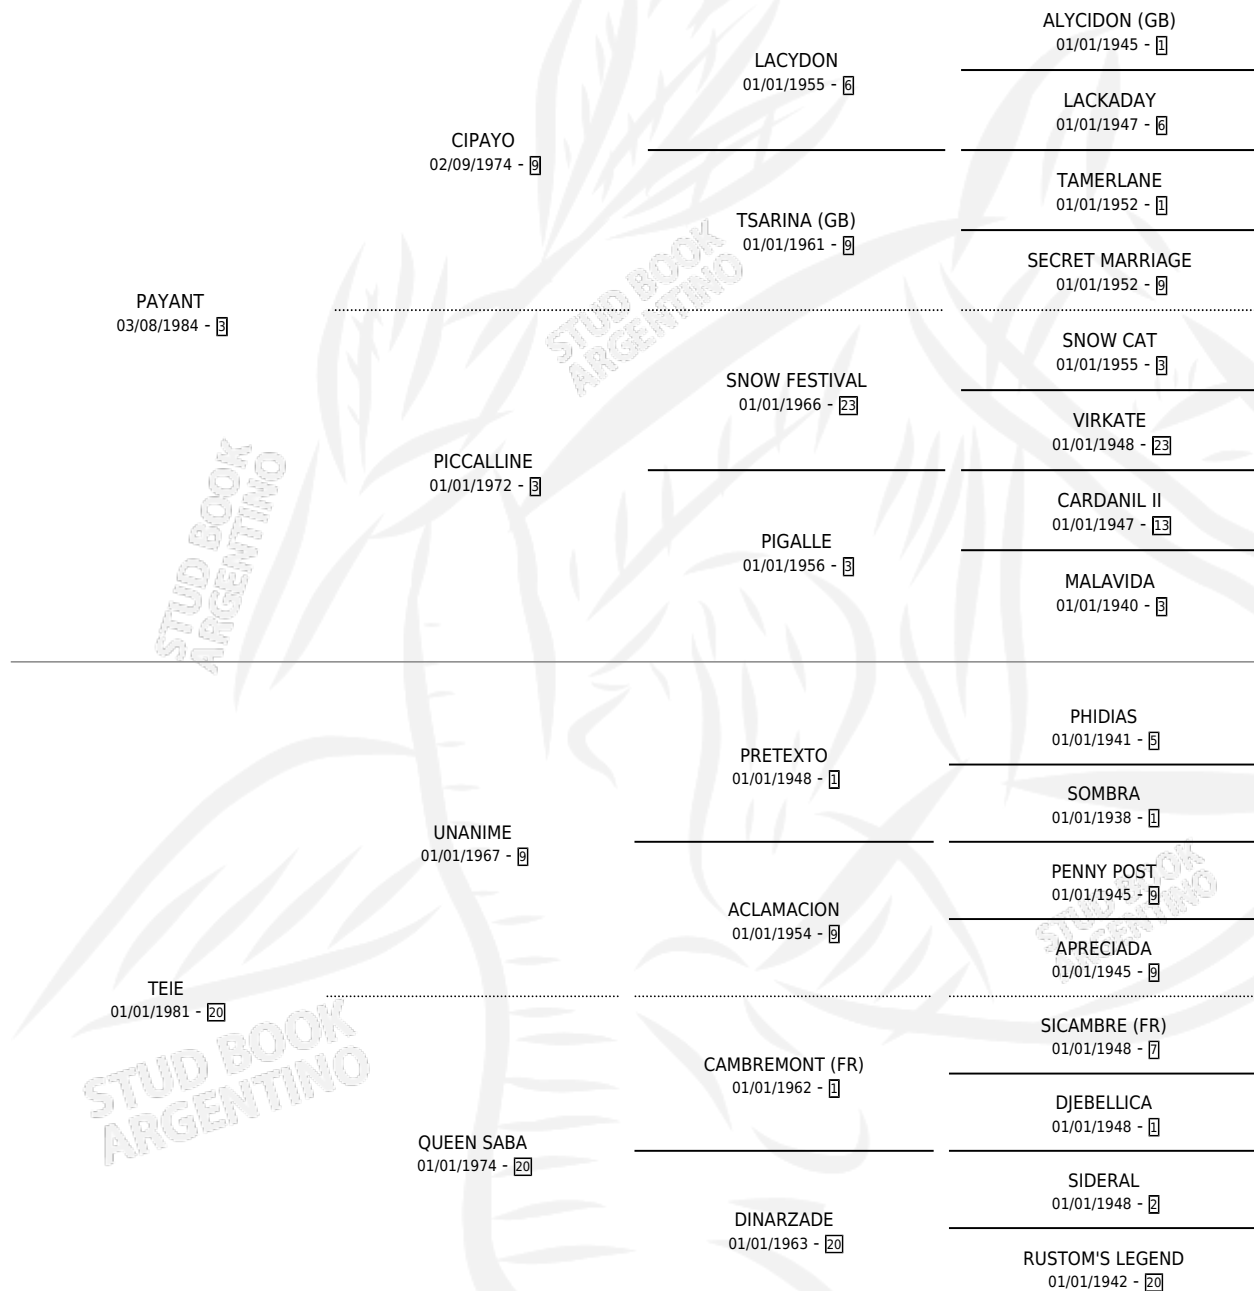 ALYCIDON (GB)
01/01/1945 - 1
LACYDON
01/01/1955 - 6
LACKADAY
01/01/1947 - 6
CIPAYO
02/09/1974 - 9
TAMERLANE
01/01/1952 - 1
TSARINA (GB)
01/01/1961 - 9
SECRET MARRIAGE
01/01/1952 - 9
PAYANT
03/08/1984 - 3
STUD BOOK
ARGENTINO
SNOW CAT
01/01/1955 - 3
SNOW FESTIVAL
01/01/1966 - 23
VIRKATE
01/01/1948 - 23
PICCALLINE
01/01/1972 - 3
CARDANIL II
01/01/1947 - 13
PIGALLE
01/01/1956 - 3
MALAVIDA
01/01/1940 - 3
STUD BOOK
ARGENTINO
PHIDIAS
01/01/1941 - 5
PRETEXTO
01/01/1948 - 1
SOMBRA
01/01/1938 - 1
UNANIME
01/01/1967 - 9
PENNY POST
01/01/1945 - 9
ACLAMACION
01/01/1954 - 9
STUD BOOK
ARGENTINO
APRECIADA
01/01/1945 - 9
TEIE
01/01/1981 - 20
SICAMBRE (FR)
01/01/1948 - 7
STUD BOOK
ARGENTINO
CAMBREMONT (FR)
01/01/1962 - 1
DJEBELLICA
01/01/1948 - 1
QUEEN SABA
01/01/1974 - 20
SIDERAL
01/01/1948 - 2
DINARZADE
01/01/1963 - 20
RUSTOM'S LEGEND
01/01/1942 - 20